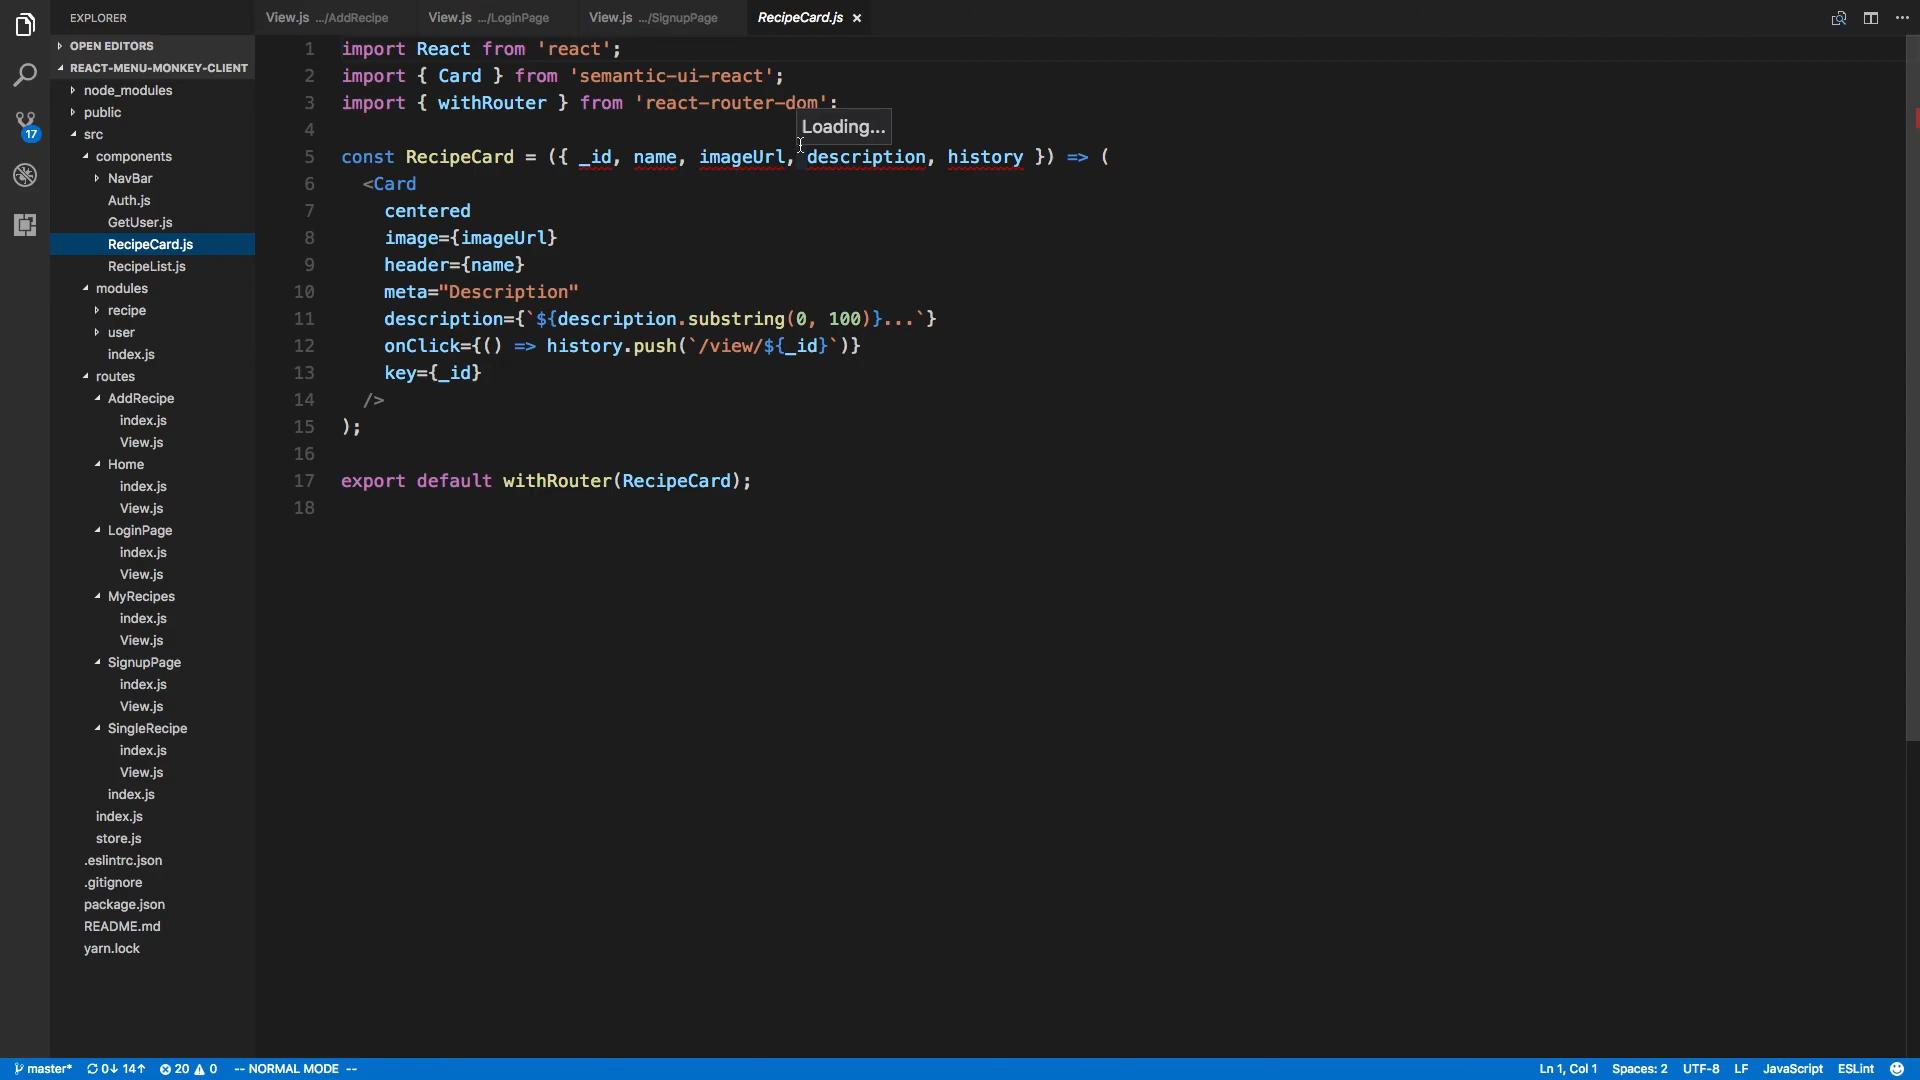 EXPLORER
OPEN EDITORS
REACT-MENU-MONKEY-CLIENT
node_modules
public
src
components
NavBar
Auth.js
GetUser.js
RecipeCard.js
RecipeList.js
modules
recipe
user
index.js
routes
AddRecipe
index.js
View.js
Home
index.js
View.js
LoginPage
index.js
View.js
MyRecipes
index.js
View.js
SignupPage
index.js
View.js
SingleRecipe
index.js
View.js
index.js
index.js
store.js
.eslintrc.json
.gitignore
package.json
README.md
yarn.lock
17
View.js .../AddRecipe
View.js .../LoginPage
View.js .../SignupPage
RecipeCard.js ×
1 import React from 'react';
2 import { Card } from 'semantic-ui-react';
3 import { withRouter } from 'react-router-dom';
Loading...
4
5 const RecipeCard = ({ _id, name, imageUrl, description, history }) => (
6 <Card
7 centered
8 image={imageUrl}
9 header={name}
10 meta="Description"
11 description={`${description.substring(0, 100)}...`}
12 onClick={() => history.push(`/view/${_id}`)}
13 key={_id}
14 />
15 );
16
17 export default withRouter(RecipeCard);
18
master* 0↓ 14↑ 20 0 -- NORMAL MODE -- Ln 1, Col 1 Spaces: 2 UTF-8 LF JavaScript ESLint